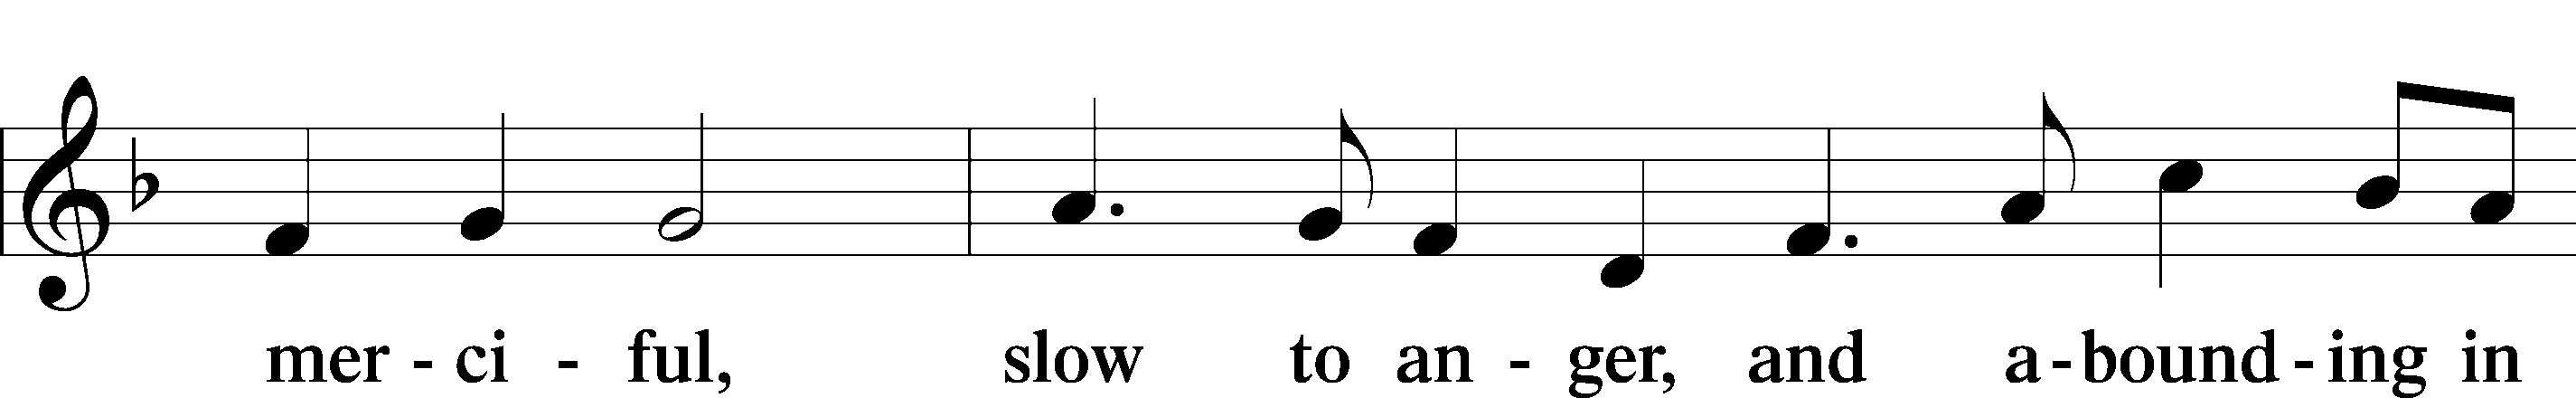 mer - ci - ful, slow to an - ger, and a - bound - ing in